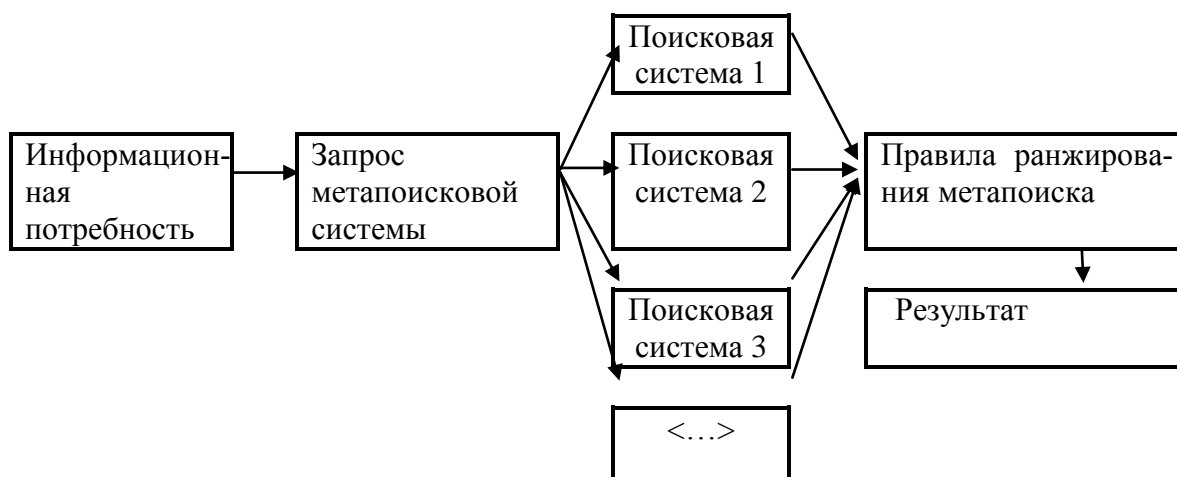 Информацион-
ная
потребность
Запрос
метапоисковой
системы
Поисковая
система 1
Поисковая
система 2
Поисковая
система 3
<…>
Правила ранжирова-
ния метапоиска
Результат